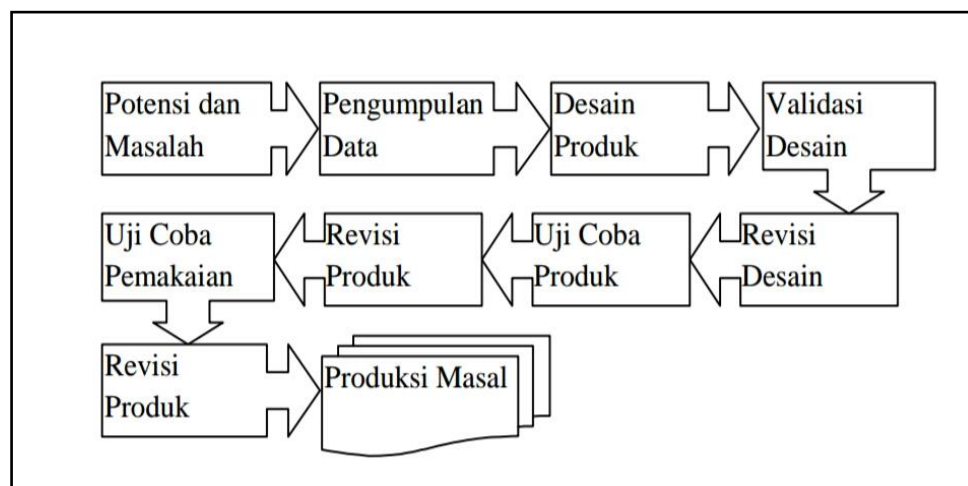 Potensi dan
Masalah
Pengumpulan
Data
Desain
Produk
Validasi
Desain
Revisi
Desain
Uji Coba
Produk
Revisi
Produk
Uji Coba
Pemakaian
Revisi
Produk
Produksi Masal